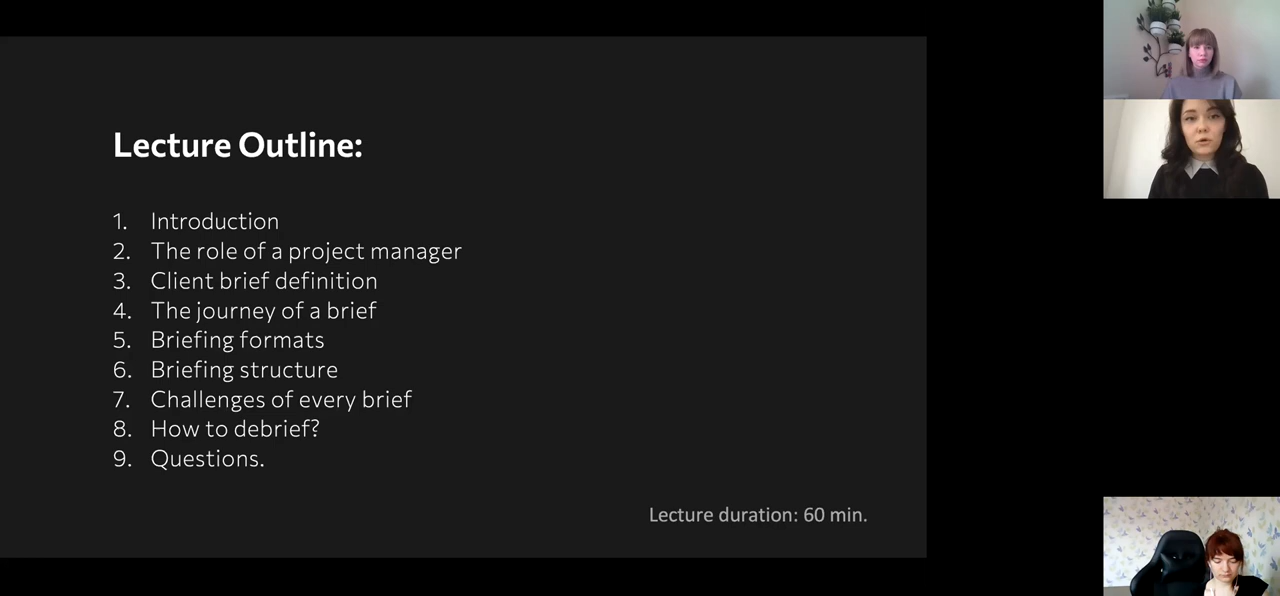 Lecture Outline:
1. Introduction
2. The role of a project manager
3. Client brief definition
4. The journey of a brief
5. Briefing formats
6. Briefing structure
7. Challenges of every brief
8. How to debrief?
9. Questions.
Lecture duration: 60 min.